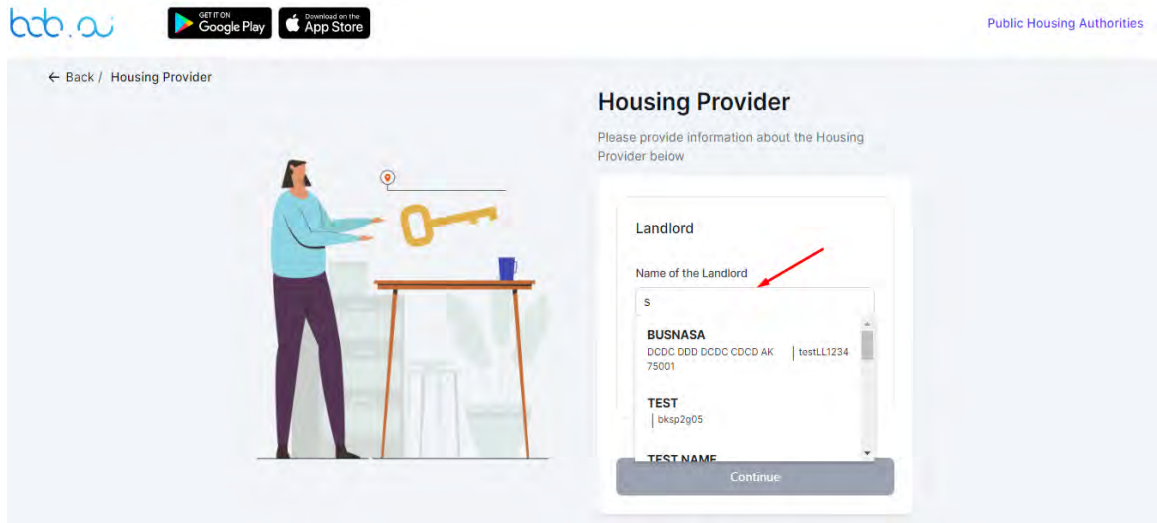 bob.ai
GET IT ON
Google Play
Download on the
App Store
Public Housing Authorities
← Back / Housing Provider
Housing Provider
Please provide information about the Housing
Provider below
Landlord
Name of the Landlord
s
BUSNASA
DCDC DDD DCDC CDCD AK | testLL1234
75001
TEST
| bksp2g05
TEST NAME
Continue